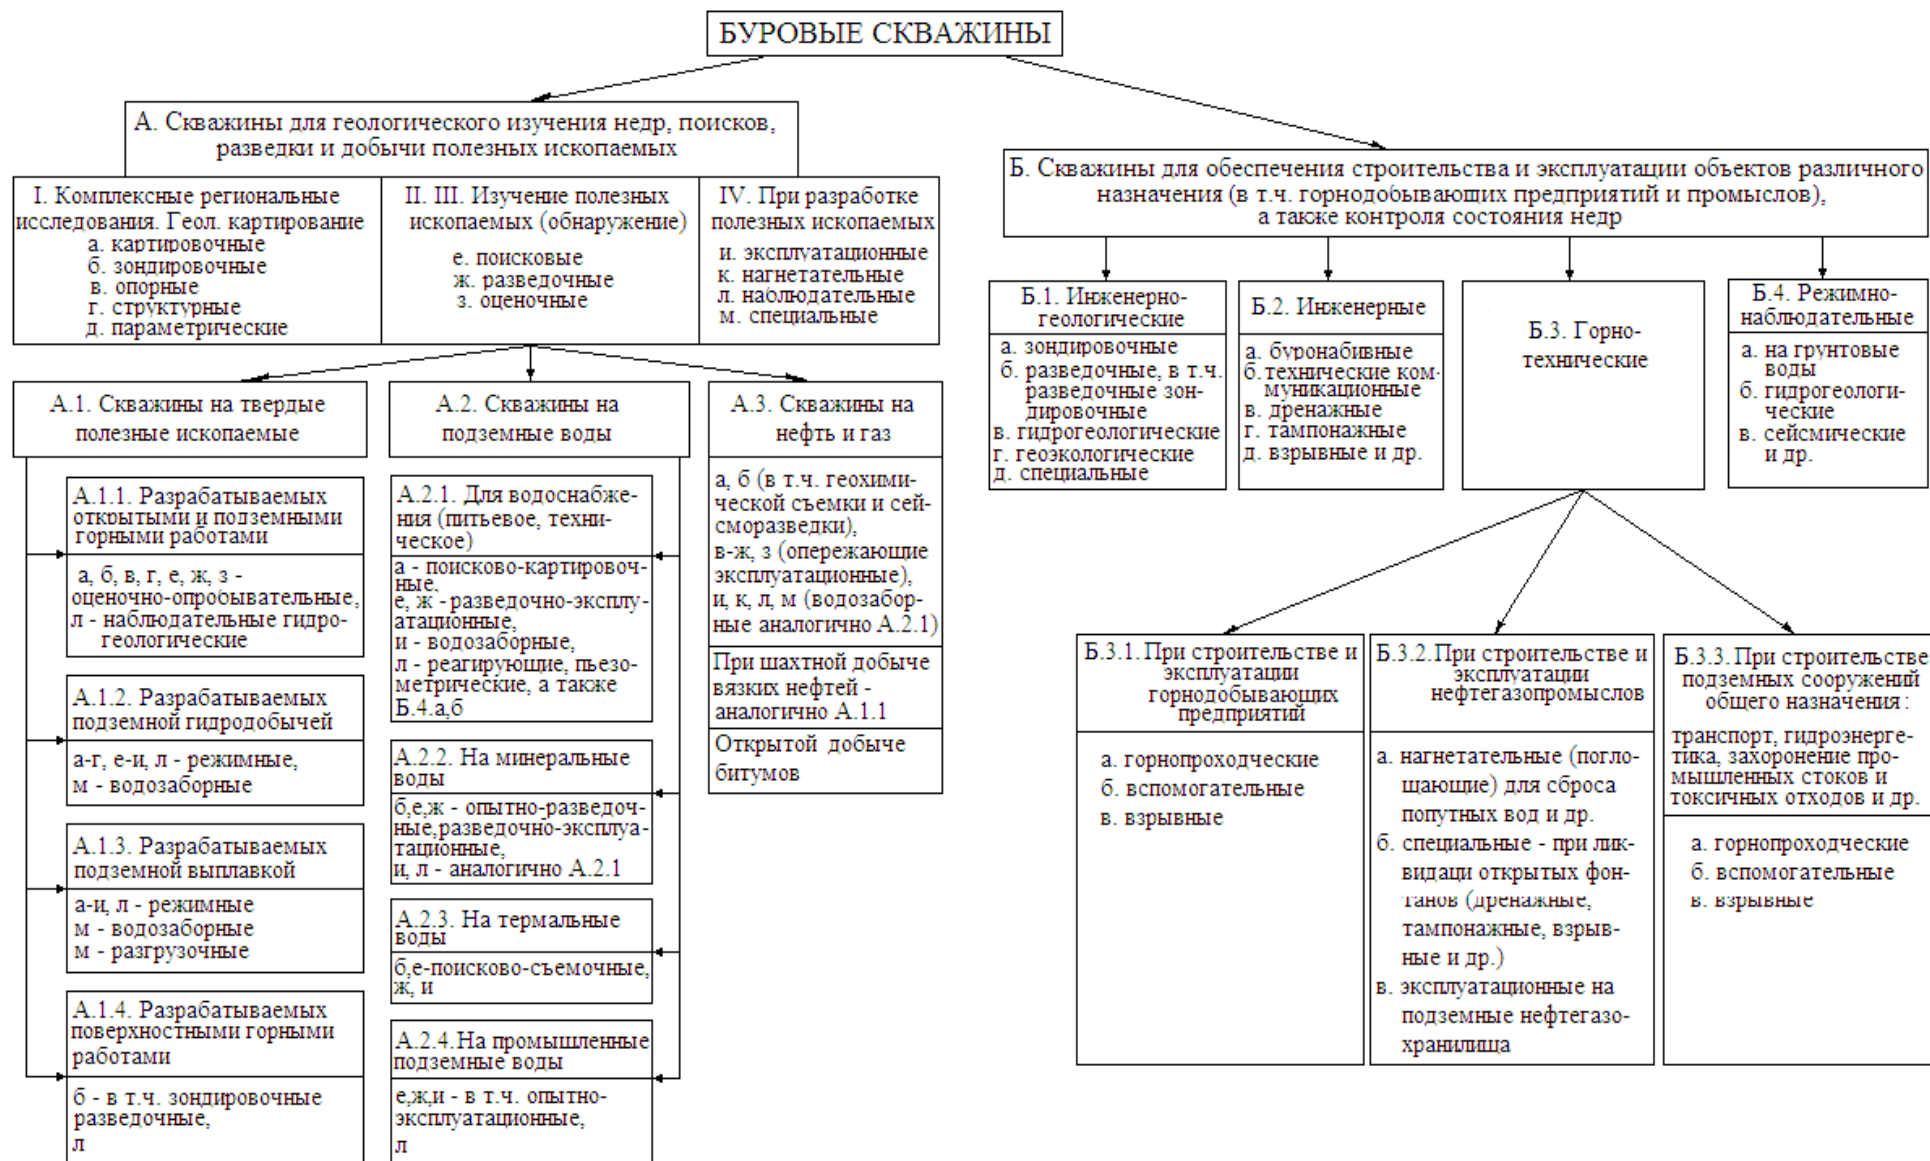 БУРОВЫЕ СКВАЖИНЫ
А. Скважины для геологического изучения недр, поисков,
разведки и добычи полезных ископаемых
I. Комплексные региональные
исследования. Геол. картирование
а. картировочные
б. зондировочные
в. опорные
г. структурные
д. параметрические
II. III. Изучение полезных
ископаемых (обнаружение)
е. поисковые
ж. разведочные
з. оценочные
IV. При разработке
полезных ископаемых
и. эксплуатационные
к. нагнетательные
л. наблюдательные
м. специальные
А.1. Скважины на твердые
полезные ископаемые
А.1.1. Разрабатываемых
открытыми и подземными
горными работами
а, б, в, г, е, ж, з -
оценочно-опробывательные,
л - наблюдательные гидро-
геологические
А.1.2. Разрабатываемых
подземной гидродобычей
а-г, е-и, л - режимные,
м - водозаборные
А.1.3. Разрабатываемых
подземной выплавкой
а-и, л - режимные
м - водозаборные
м - разгрузочные
А.1.4. Разрабатываемых
поверхностными горными
работами
б - в т.ч. зондировочные
разведочные,
л
А.2. Скважины на
подземные воды
А.2.1. Для водоснабже-
ния (питьевое, техни-
ческое)
а - поисково-картировоч-
ные.
е, ж - разведочно-эксплу-
атационные,
и - водозаборные,
л - реагирующие, пьезо-
метрические, а также
Б.4.а,б
А.2.2. На минеральные
воды
б,е,ж - опытно-разведоч-
ные,разведочно-эксплуа-
тационные,
и, л - аналогично А.2.1
А.2.3. На термальные
воды
б,е-поисково-съемочные,
ж, и
А.2.4.На промышленные
подземные воды
е,ж,и - в т.ч. опытно-
эксплуатационные,
л
А.3. Скважины на
нефть и газ
а, б (в т.ч. геохими-
ческой съемки и сей-
сморазведки),
в-ж, з (опережающие
эксплуатационные),
и, к, л, м (водозабор-
ные аналогично А.2.1)
При шахтной добыче
вязких нефтей -
аналогично А.1.1
Открытой добыче
битумов
Б. Скважины для обеспечения строительства и эксплуатации объектов различного
назначения (в т.ч. горнодобывающих предприятий и промыслов),
а также контроля состояния недр
Б.1. Инженерно-
геологические
а. зондировочные
б. разведочные, в т.ч.
разведочные зон-
дировочные
в. гидрогеологические
г. геоэкологические
д. специальные
Б.2. Инженерные
а. буронабивные
б.технические ком-
муникационные
в. дренажные
г. тампонажные
д. взрывные и др.
Б.3. Горно-
технические
Б.4. Режимно-
наблюдательные
а. на грунтовые
воды
б. гидрогеологи-
ческие
в. сейсмические
и др.
Б.3.1. При строительстве и
эксплуатации
горнодобывающих
предприятий
а. горнопроходческие
б. вспомогательные
в. взрывные
Б.3.2.При строительстве и
эксплуатации
нефтегазопромыслов
а. нагнетательные (погло-
щающие) для сброса
попутных вод и др.
б. специальные - при лик-
видаци открытых фон-
танов (дренажные,
тампонажные, взрыв-
ные и др.)
в. эксплуатационные на
подземные нефтегазо-
хранилища
Б.3.3.При строительстве
подземных сооружений
общего назначения :
транспорт, гидроэнерге-
тика, захоронение про-
мышленных стоков и
токсичных отходов и др.
а. горнопроходческие
б. вспомогательные
в. взрывные